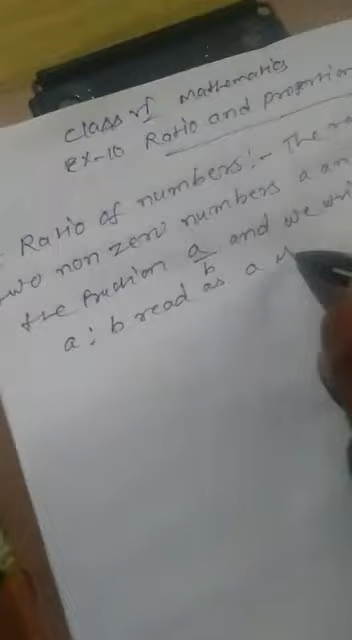 Class VI Mathematics
EX-10 Ratio and proportion
Ratio of numbers:- The
two non zero numbers a an
the fraction a/b and we
a : b read as a